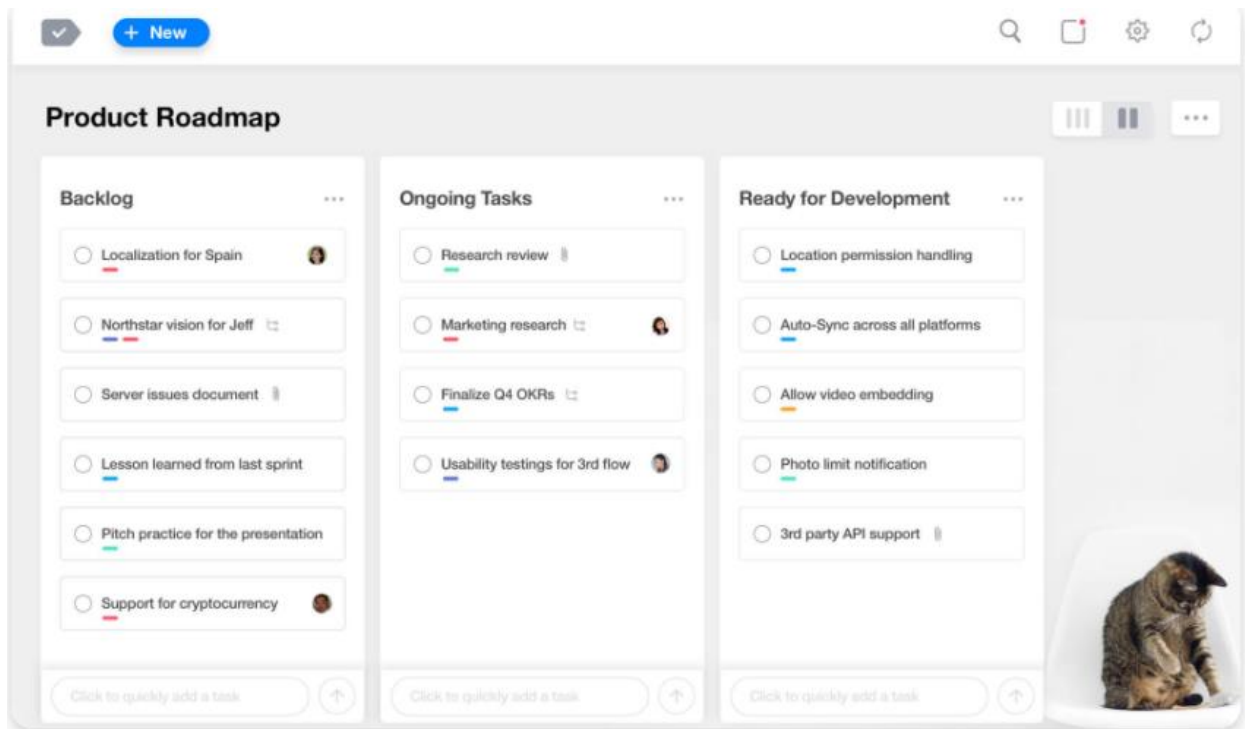 + New
Product Roadmap
Backlog
Localization for Spain
Northstar vision for Jeff
Server issues document
Lesson learned from last sprint
Pitch practice for the presentation
Support for cryptocurrency
Click to quickly add a task
Ongoing Tasks
Research review
Marketing research
Finalize Q4 OKRs
Usability testings for 3rd flow
Click to quickly add a task
Ready for Development
Location permission handling
Auto-Sync across all platforms
Allow video embedding
Photo limit notification
3rd party API support
Click to quickly add a task